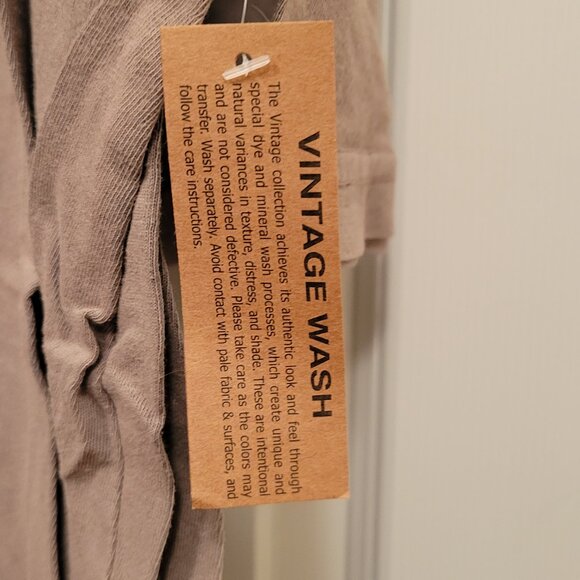 VINTAGE WASH
The Vintage collection achieves its authentic look and feel through
special dye and mineral wash processes, which create unique and
natural variances in texture, distress, and shade. These are intentional
and are not considered defective. Please take care as the colors may
transfer. Wash separately. Avoid contact with pale fabric & surfaces, and
follow the care instructions.